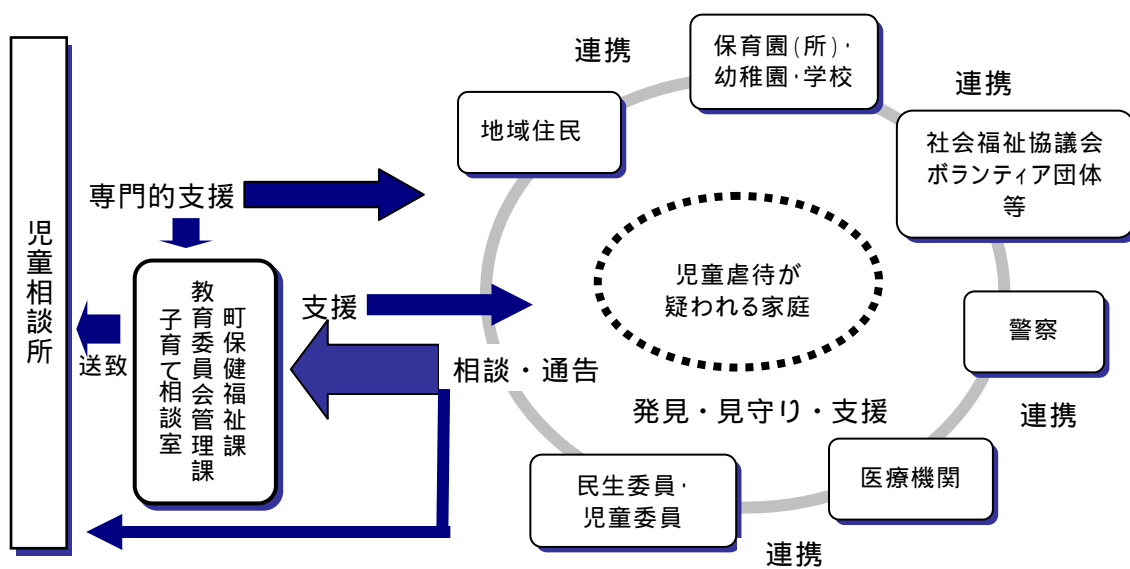 連携
保育園(所)・
幼稚園・学校
連携
地域住民
社会福祉協議会
ボランティア団体
等
専門的支援
児童相談所
児童虐待が
疑われる家庭
町保健福祉課
教育委員会管理課
子育て相談室
支援
警察
送致
相談・通告
発見・見守り・支援
連携
民生委員・
児童委員
医療機関
連携